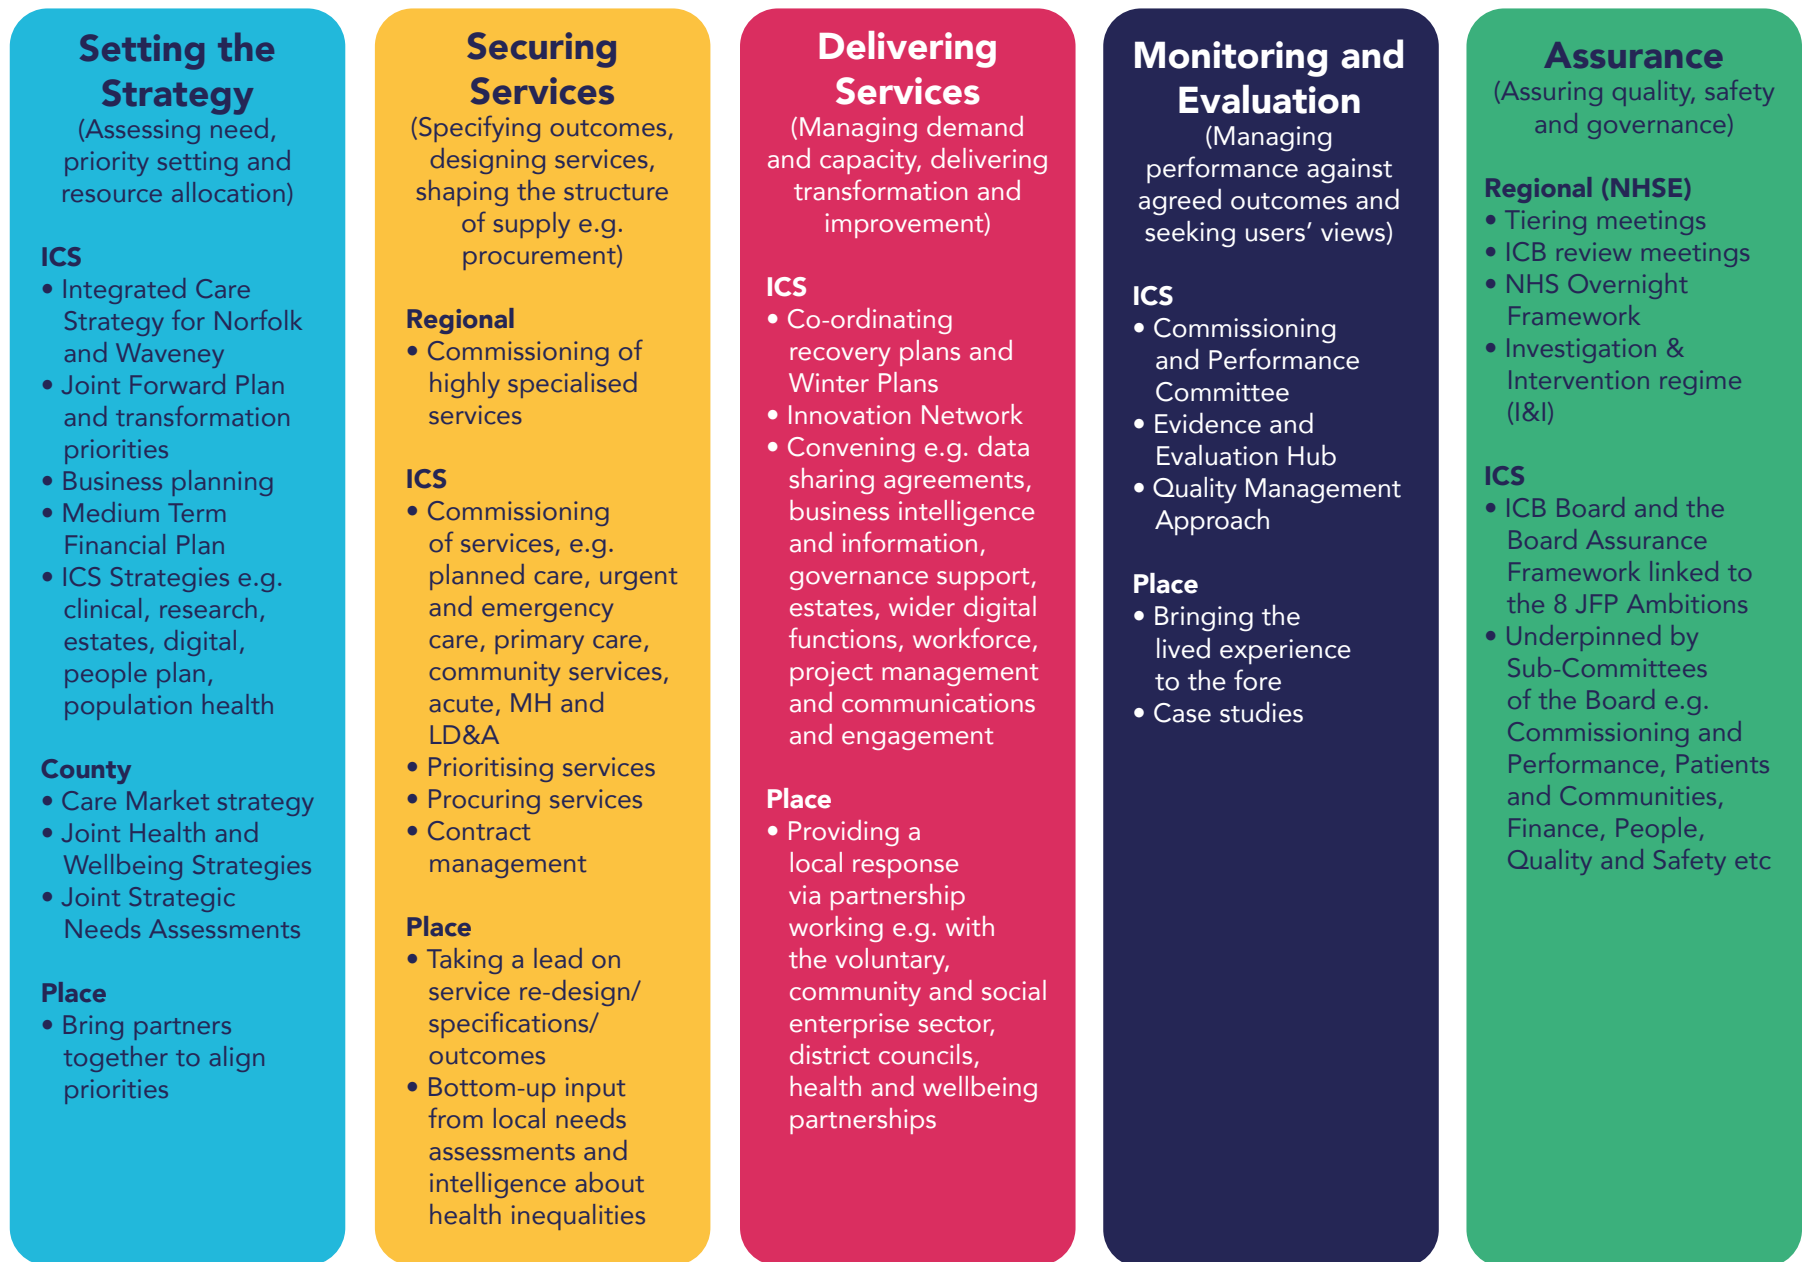 Setting the
Strategy
(Assessing need,
priority setting and
resource allocation)
ICS
• Integrated Care
Strategy for Norfolk
and Waveney
• Joint Forward Plan
and transformation
priorities
• Business planning
• Medium Term
Financial Plan
• ICS Strategies e.g.
clinical, research,
estates, digital,
people plan,
population health
County
• Care Market strategy
• Joint Health and
Wellbeing Strategies
• Joint Strategic
Needs Assessments
Place
• Bring partners
together to align
priorities
Securing
Services
(Specifying outcomes,
designing services,
shaping the structure
of supply e.g.
procurement)
Regional
• Commissioning of
highly specialised
services
ICS
• Commissioning
of services, e.g.
planned care, urgent
and emergency
care, primary care,
community services,
acute, MH and
LD&A
• Prioritising services
• Procuring services
• Contract
management
Place
• Taking a lead on
service re-design/
specifications/
outcomes
• Bottom-up input
from local needs
assessments and
intelligence about
health inequalities
Delivering
Services
(Managing demand
and capacity, delivering
transformation and
improvement)
ICS
• Co-ordinating
recovery plans and
Winter Plans
• Innovation Network
• Convening e.g. data
sharing agreements,
business intelligence
and information,
governance support,
estates, wider digital
functions, workforce,
project management
and communications
and engagement
Place
• Providing a
local response
via partnership
working e.g. with
the voluntary,
community and social
enterprise sector,
district councils,
health and wellbeing
partnerships
Monitoring and
Evaluation
(Managing
performance against
agreed outcomes and
seeking users’ views)
ICS
• Commissioning
and Performance
Committee
• Evidence and
Evaluation Hub
• Quality Management
Approach
Place
• Bringing the
lived experience
to the fore
• Case studies
Assurance
(Assuring quality, safety
and governance)
Regional (NHSE)
• Tiering meetings
• ICB review meetings
• NHS Overnight
Framework
• Investigation &
Intervention regime
(I&I)
ICS
• ICB Board and the
Board Assurance
Framework linked to
the 8 JFP Ambitions
• Underpinned by
Sub-Committees
of the Board e.g.
Commissioning and
Performance, Patients
and Communities,
Finance, People,
Quality and Safety etc